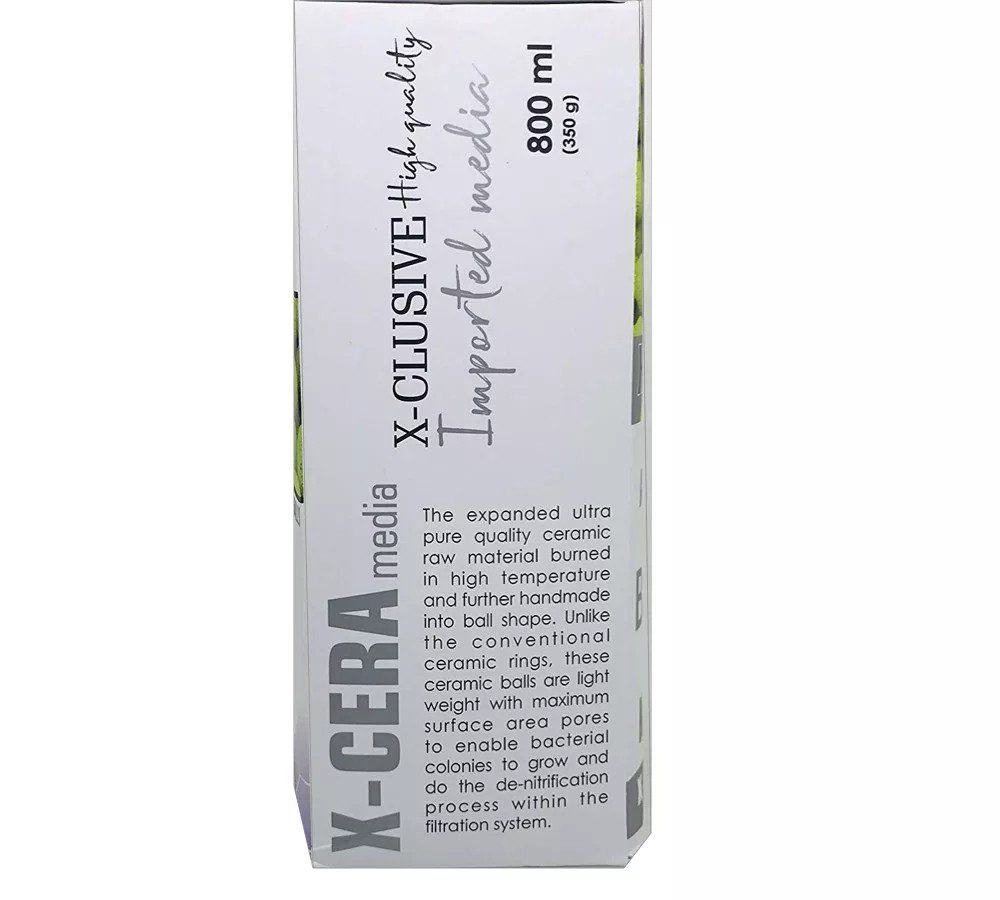 X-CERA media
X-CLUSIVE High quality
Imported media
800 ml
(350 g)
The expanded ultra
pure quality ceramic
raw material burned
in high temperature
and further handmade
into ball shape. Unlike
the conventional
ceramic rings, these
ceramic balls are light
weight with maximum
surface area pores
to enable bacterial
colonies to grow and
do the de-nitrification
process within the
filtration system.